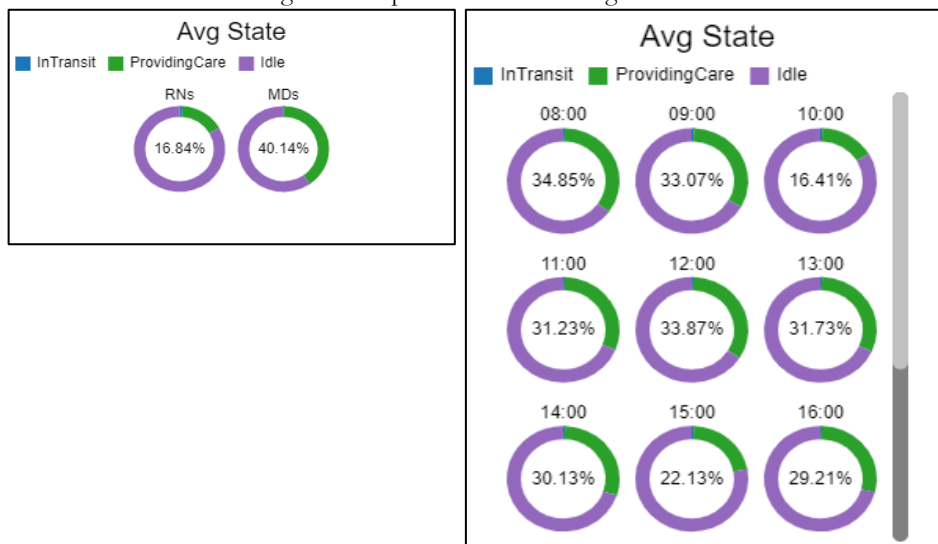 Avg State
InTransit ProvidingCare Idle
RNs MDs
16.84% 40.14%
Avg State
InTransit ProvidingCare Idle
08:00 09:00 10:00
34.85% 33.07% 16.41%
11:00 12:00 13:00
31.23% 33.87% 31.73%
14:00 15:00 16:00
30.13% 22.13% 29.21%